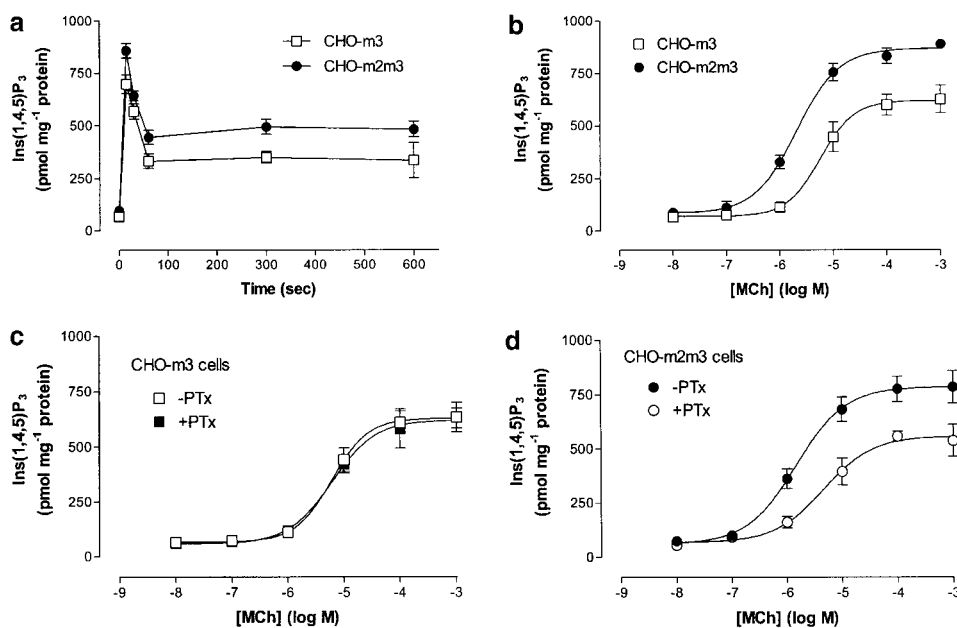 a
1000
750
500
250
0
Ins(1,4,5)P₃
(pmol mg⁻¹ protein)
CHO-m3
CHO-m2m3
0 100 200 300 400 500 600
Time (sec)
b
1000
750
500
250
0
Ins(1,4,5)P₃
(pmol mg⁻¹ protein)
CHO-m3
CHO-m2m3
-9 -8 -7 -6 -5 -4 -3
[MCh] (log M)
c
1000
750
500
250
0
Ins(1,4,5)P₃
(pmol mg⁻¹ protein)
CHO-m3 cells
-PTx
+PTx
-9 -8 -7 -6 -5 -4 -3
[MCh] (log M)
d
1000
750
500
250
0
Ins(1,4,5)P₃
(pmol mg⁻¹ protein)
CHO-m2m3 cells
-PTx
+PTx
-9 -8 -7 -6 -5 -4 -3
[MCh] (log M)